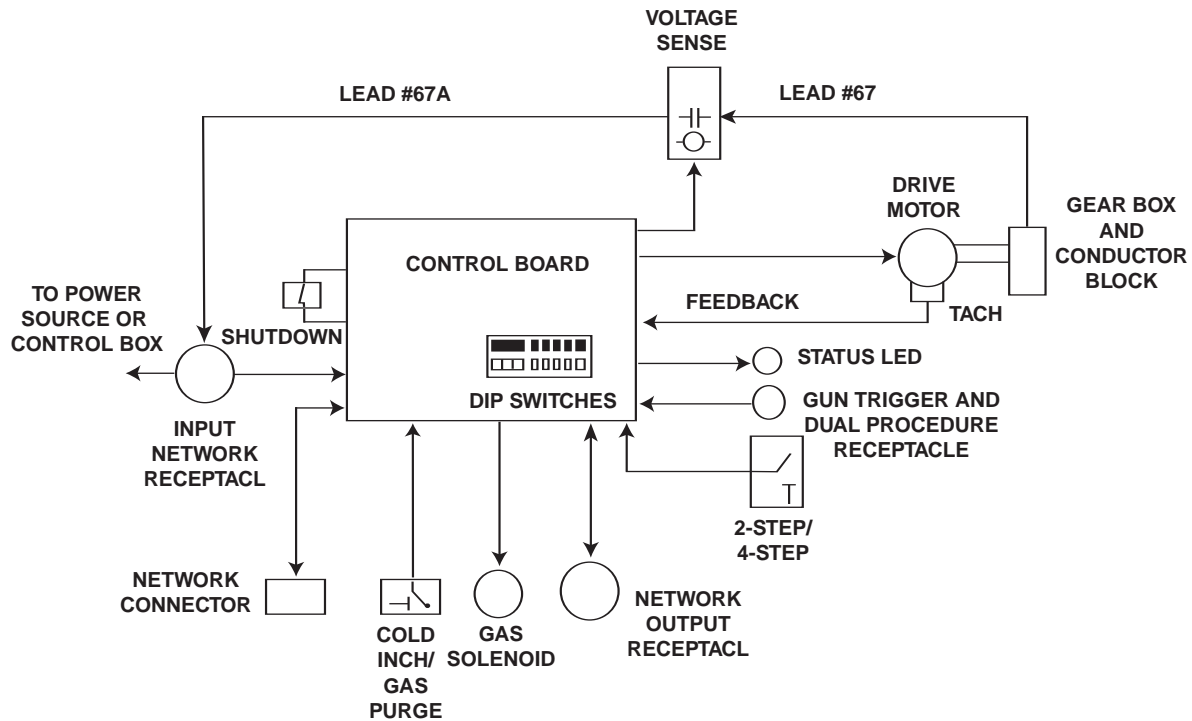 VOLTAGE
SENSE
LEAD #67A
LEAD #67
DRIVE
MOTOR
GEAR BOX
AND
CONDUCTOR
BLOCK
CONTROL BOARD
TO POWER
SOURCE OR
CONTROL BOX
SHUTDOWN
FEEDBACK
TACH
STATUS LED
DIP SWITCHES
GUN TRIGGER AND
DUAL PROCEDURE
RECEPTACLE
INPUT
NETWORK
RECEPTACL
2-STEP/
4-STEP
NETWORK
CONNECTOR
COLD
INCH/
GAS
PURGE
GAS
SOLENOID
NETWORK
OUTPUT
RECEPTACL